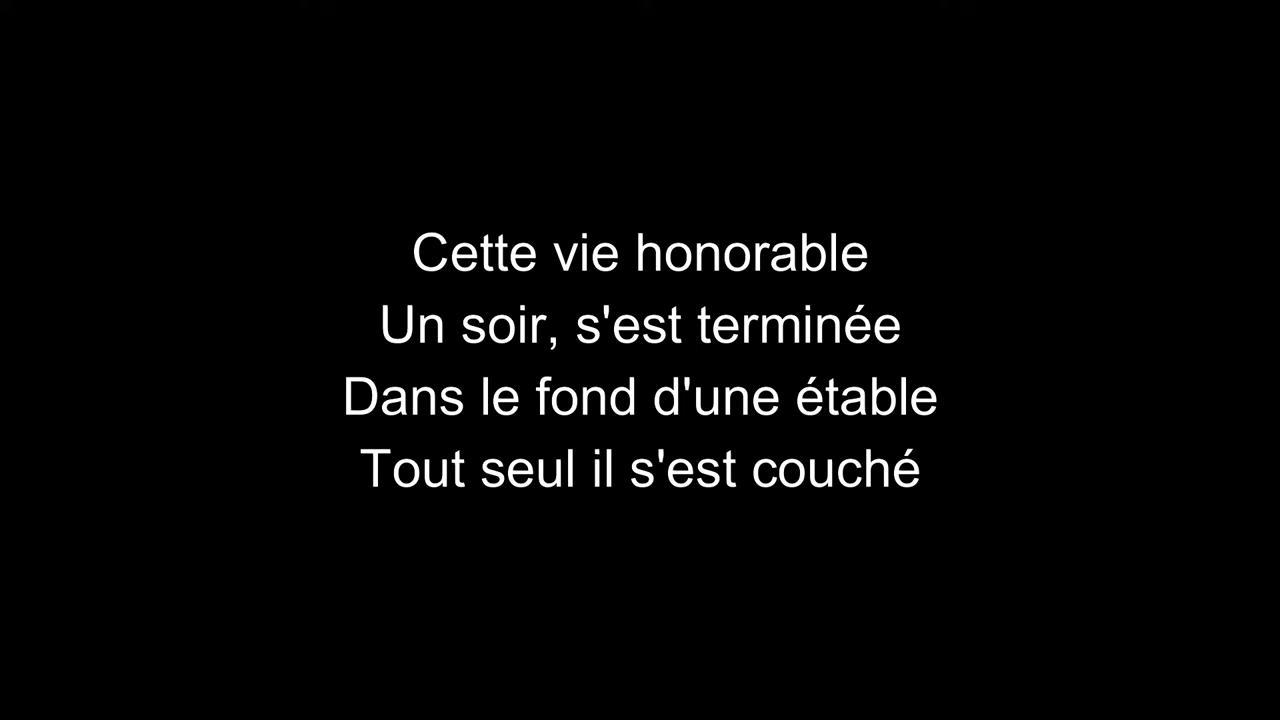 Cette vie honorable
Un soir, s'est terminée
Dans le fond d'une étable
Tout seul il s'est couché